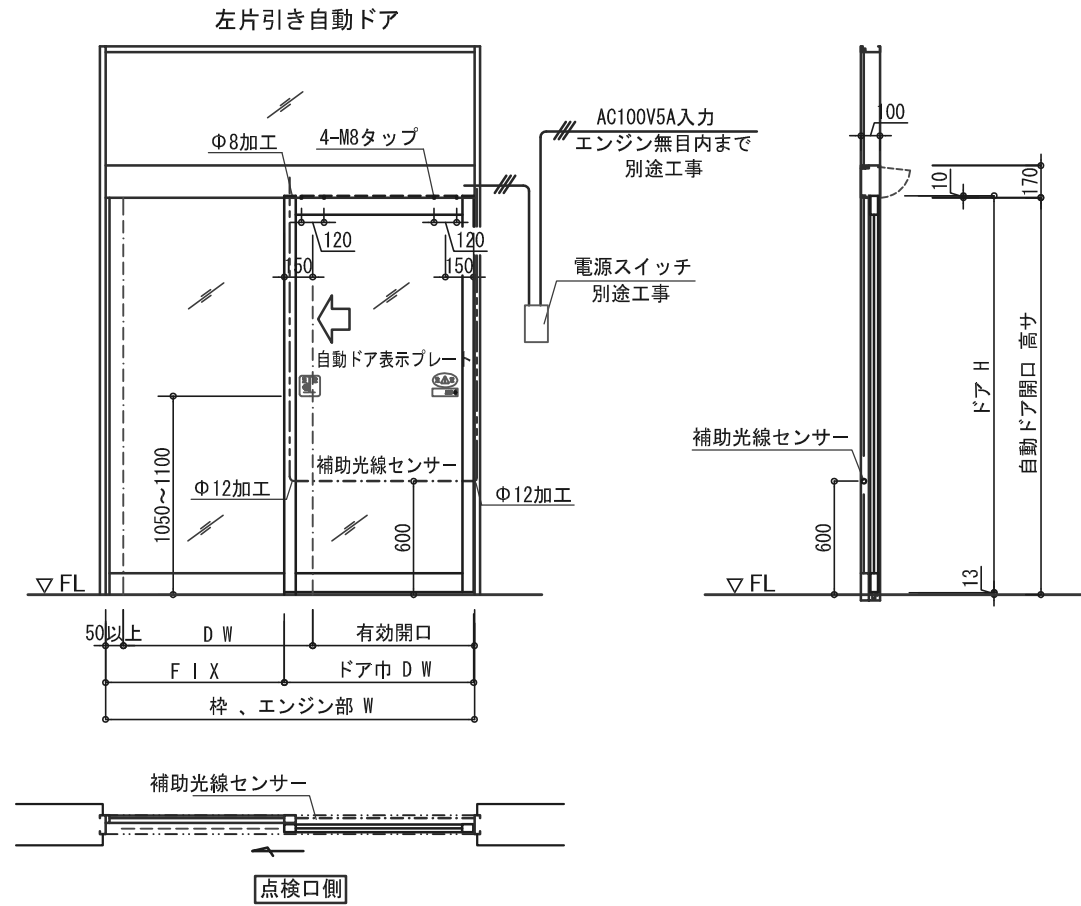 左片引き自動ドア
Φ8加工
4-M8タップ
AC100V5A入力
エンジン無目内まで
別途工事
100
10
170
120
120
150
150
電源スイッチ
別途工事
自動ドア表示プレート
ドア H
自動ドア開口 高サ
1050～1100
補助光線センサー
Φ12加工
Φ12加工
600
補助光線センサー
600
13
▽ FL
▽ FL
50以上
D W
有効開口
F I X
ドア巾 D W
枠 、エンジン部 W
補助光線センサー
点検口側